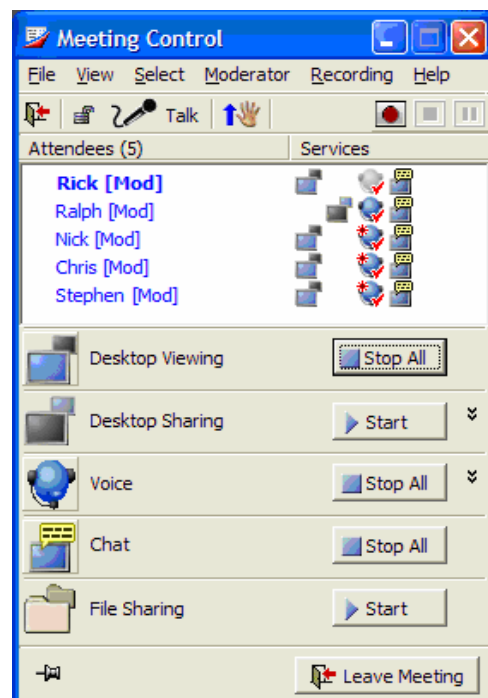 Meeting Control
File View Select Moderator Recording Help
Talk
Attendees (5) Services
Rick [Mod]
Ralph [Mod]
Nick [Mod]
Chris [Mod]
Stephen [Mod]
Desktop Viewing Stop All
Desktop Sharing Start
Voice Stop All
Chat Stop All
File Sharing Start
Leave Meeting